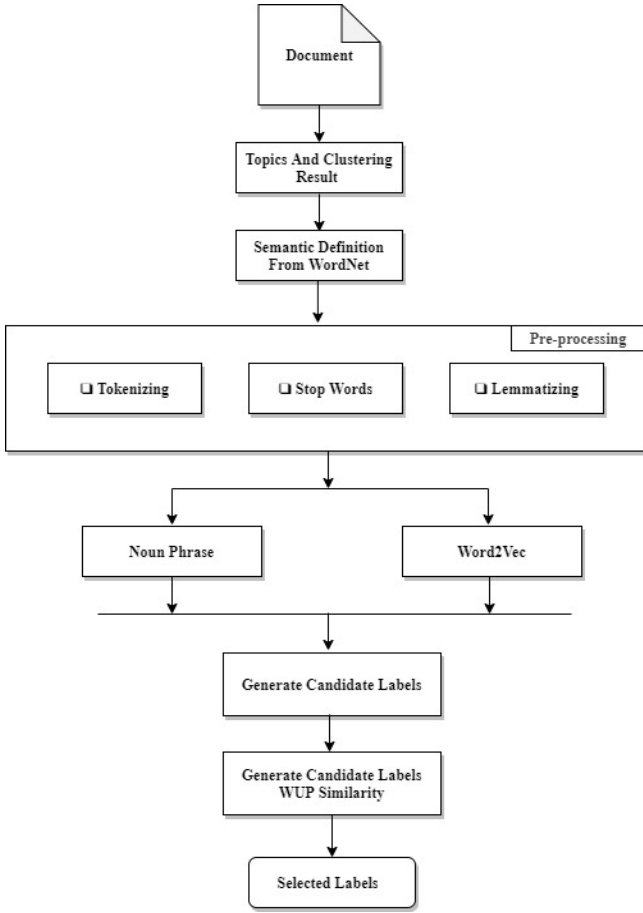 Document
Topics And Clustering
Result
Semantic Definition
From WordNet
Pre-processing
❑ Tokenizing
❑ Stop Words
❑ Lemmatizing
Noun Phrase
Word2Vec
Generate Candidate Labels
Generate Candidate Labels
WUP Similarity
Selected Labels